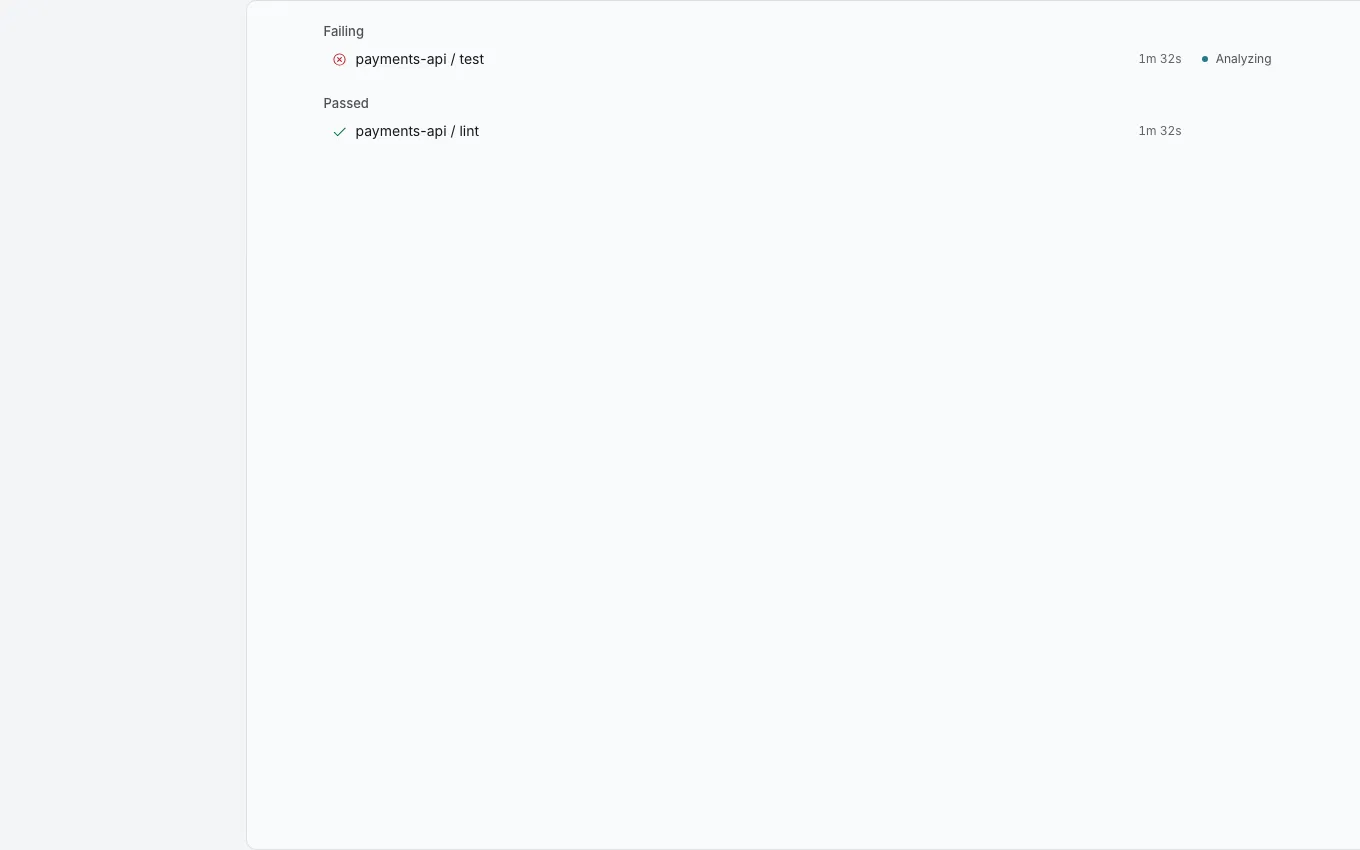 Failing
payments-api / test 1m 32s Analyzing
Passed
payments-api / lint 1m 32s